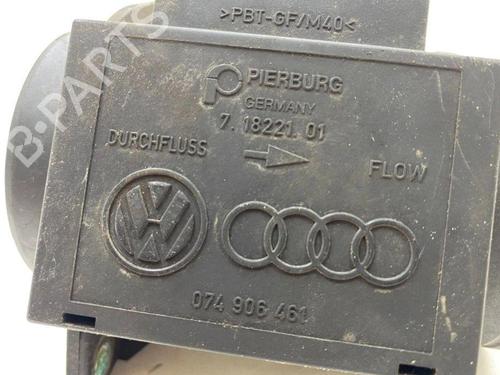 >PBT-GF/M40<
PIERBURG
GERMANY
7.18221.01
DURCHFLUSS
FLOW
074 906 461
B-PARTS